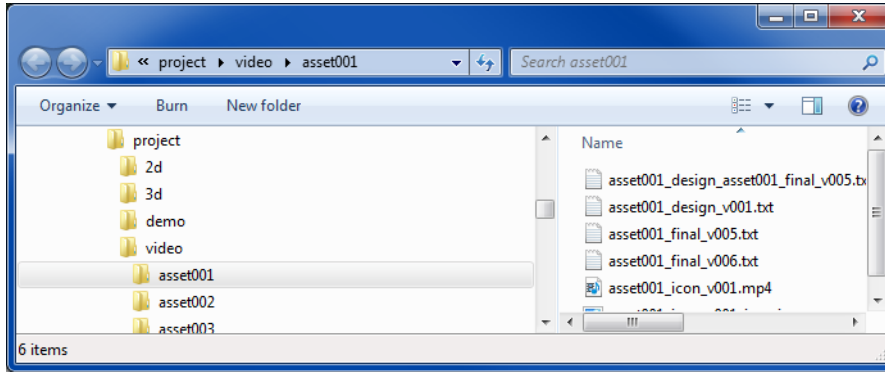 « project ▸ video ▸ asset001
Search asset001
Organize ▾ Burn New folder
project
2d
3d
demo
video
asset001
asset002
asset003
Name
asset001_design_asset001_final_v005.tx
asset001_design_v001.txt
asset001_final_v005.txt
asset001_final_v006.txt
asset001_icon_v001.mp4
6 items